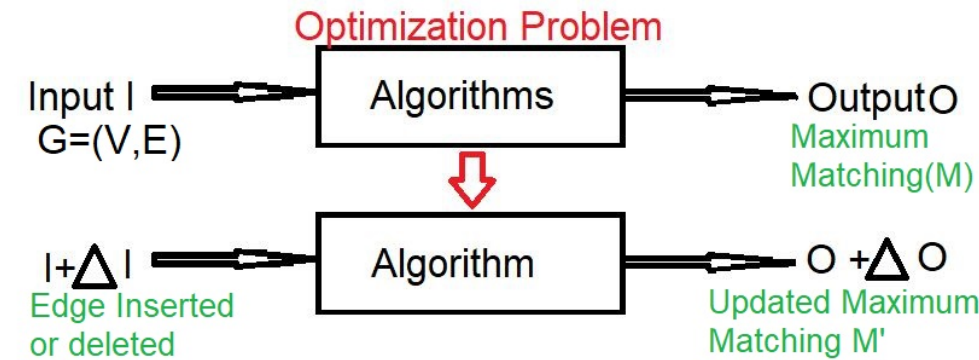 Optimization Problem
Input I
G=(V,E)
Algorithms
Output O
Maximum
Matching(M)
I+Δ I
Edge Inserted
or deleted
Algorithm
O +Δ O
Updated Maximum
Matching M'